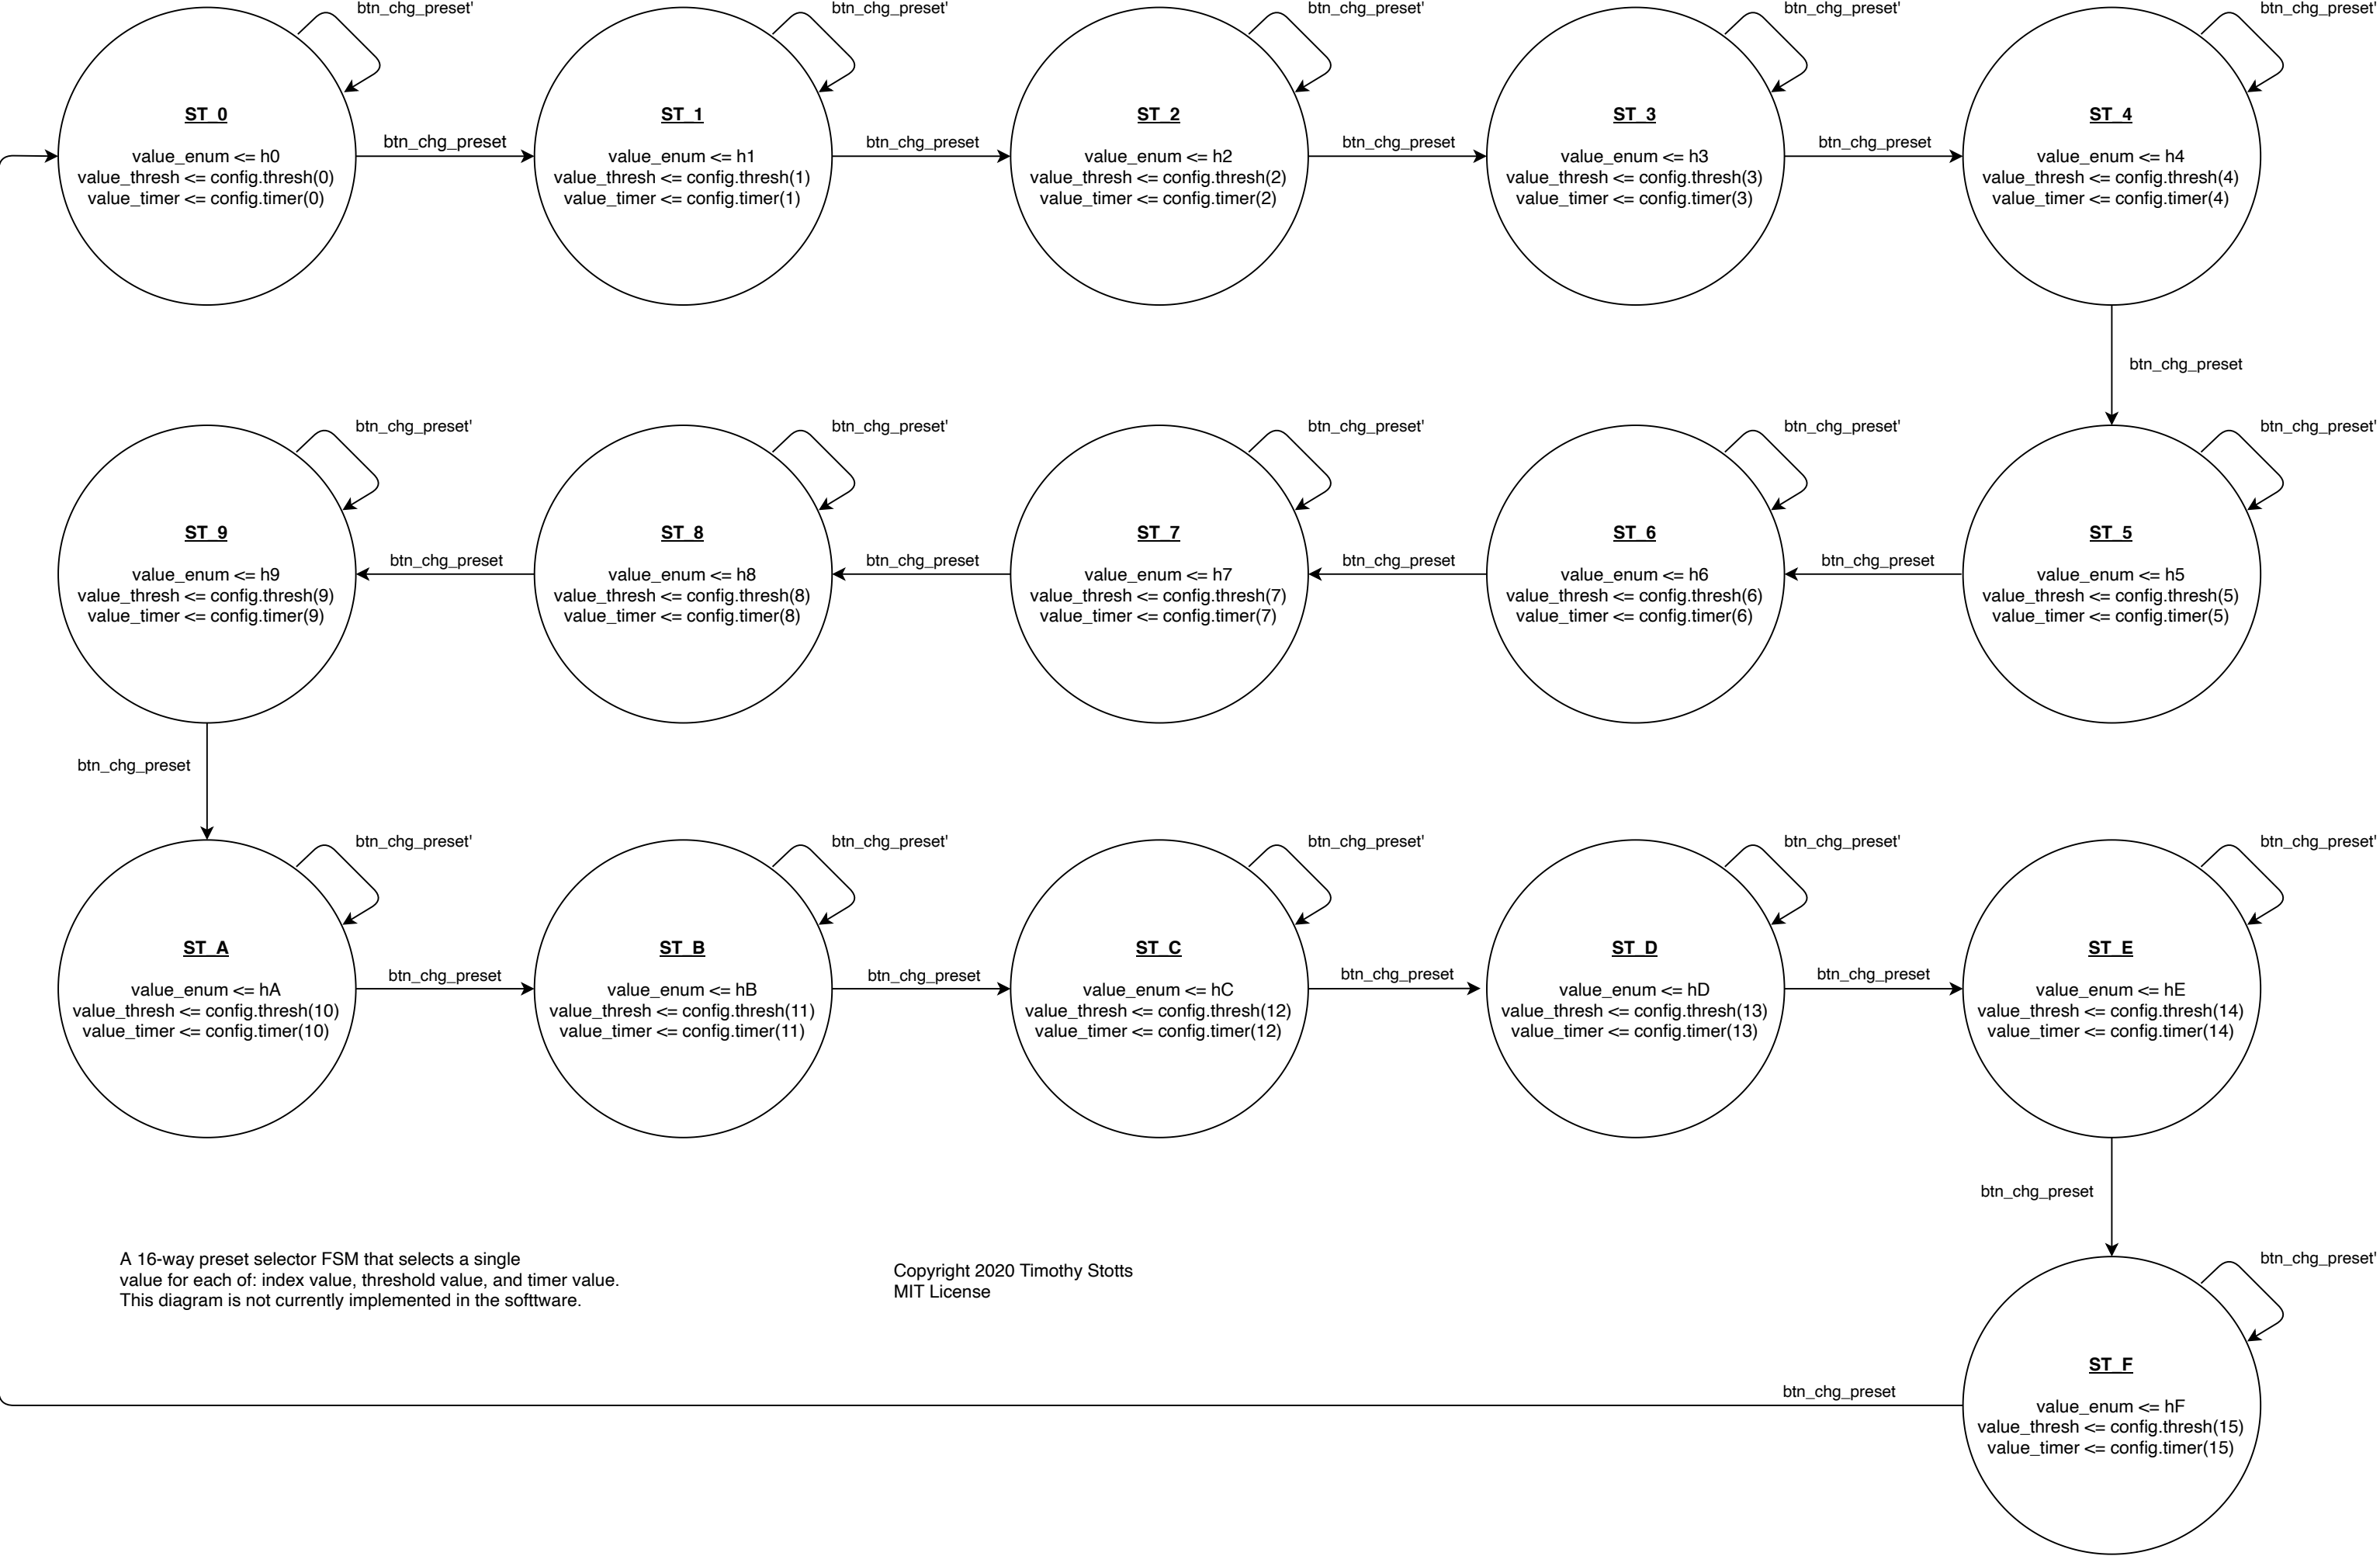 btn_chg_preset'
btn_chg_preset'
btn_chg_preset'
btn_chg_preset'
btn_chg_preset'
ST_0
value_enum <= h0
value_thresh <= config.thresh(0)
value_timer <= config.timer(0)
btn_chg_preset
ST_1
value_enum <= h1
value_thresh <= config.thresh(1)
value_timer <= config.timer(1)
btn_chg_preset
ST_2
value_enum <= h2
value_thresh <= config.thresh(2)
value_timer <= config.timer(2)
btn_chg_preset
ST_3
value_enum <= h3
value_thresh <= config.thresh(3)
value_timer <= config.timer(3)
btn_chg_preset
ST_4
value_enum <= h4
value_thresh <= config.thresh(4)
value_timer <= config.timer(4)
btn_chg_preset
btn_chg_preset'
btn_chg_preset'
btn_chg_preset'
btn_chg_preset'
btn_chg_preset'
ST_9
value_enum <= h9
value_thresh <= config.thresh(9)
value_timer <= config.timer(9)
btn_chg_preset
ST_8
value_enum <= h8
value_thresh <= config.thresh(8)
value_timer <= config.timer(8)
btn_chg_preset
ST_7
value_enum <= h7
value_thresh <= config.thresh(7)
value_timer <= config.timer(7)
btn_chg_preset
ST_6
value_enum <= h6
value_thresh <= config.thresh(6)
value_timer <= config.timer(6)
btn_chg_preset
ST_5
value_enum <= h5
value_thresh <= config.thresh(5)
value_timer <= config.timer(5)
btn_chg_preset
btn_chg_preset'
btn_chg_preset'
btn_chg_preset'
btn_chg_preset'
btn_chg_preset'
ST_A
value_enum <= hA
value_thresh <= config.thresh(10)
value_timer <= config.timer(10)
btn_chg_preset
ST_B
value_enum <= hB
value_thresh <= config.thresh(11)
value_timer <= config.timer(11)
btn_chg_preset
ST_C
value_enum <= hC
value_thresh <= config.thresh(12)
value_timer <= config.timer(12)
btn_chg_preset
ST_D
value_enum <= hD
value_thresh <= config.thresh(13)
value_timer <= config.timer(13)
btn_chg_preset
ST_E
value_enum <= hE
value_thresh <= config.thresh(14)
value_timer <= config.timer(14)
btn_chg_preset
A 16-way preset selector FSM that selects a single
value for each of: index value, threshold value, and timer value.
This diagram is not currently implemented in the softtware.
Copyright 2020 Timothy Stotts
MIT License
btn_chg_preset'
btn_chg_preset
ST_F
value_enum <= hF
value_thresh <= config.thresh(15)
value_timer <= config.timer(15)